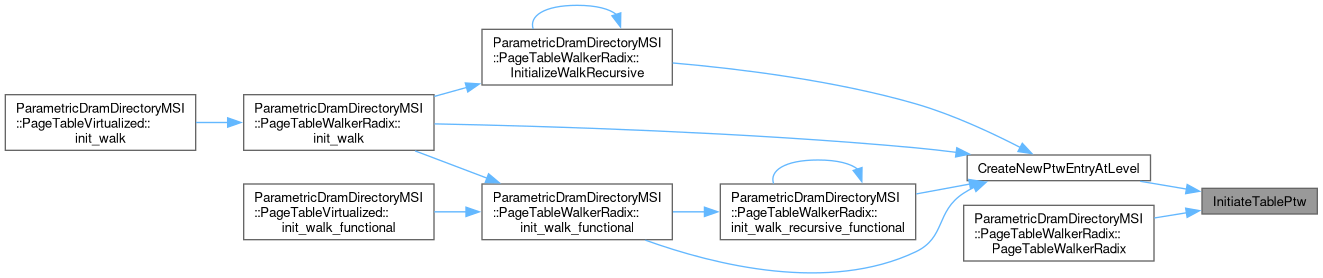 ParametricDramDirectoryMSI
::PageTableVirtualized::
init_walk
ParametricDramDirectoryMSI
::PageTableWalkerRadix::
init_walk
ParametricDramDirectoryMSI
::PageTableWalkerRadix::
InitializeWalkRecursive
ParametricDramDirectoryMSI
::PageTableVirtualized::
init_walk_functional
ParametricDramDirectoryMSI
::PageTableWalkerRadix::
init_walk_functional
ParametricDramDirectoryMSI
::PageTableWalkerRadix::
init_walk_recursive_functional
CreateNewPtwEntryAtLevel
ParametricDramDirectoryMSI
::PageTableWalkerRadix::
PageTableWalkerRadix
InitiateTablePtw